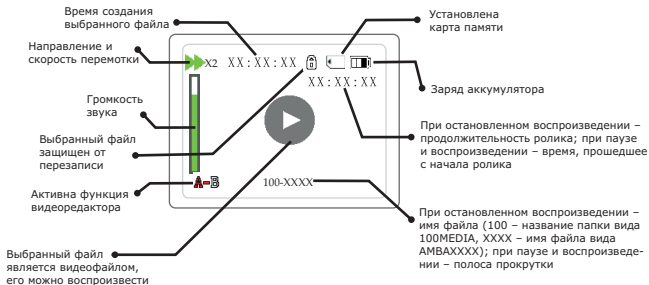 Время создания
выбранного файла
Установлена
карта памяти
Направление и
скорость перемотки
X2 XX:XX:XX
XX:XX:XX
Заряд аккумулятора
Громкость
звука
При остановленном воспроизведении –
продолжительность ролика; при паузе
и воспроизведении – время, прошедшее
с начала ролика
Выбранный файл
защищен от
перезаписи
A-B
100-XXXX
Активна функция
видеоредактора
При остановленном воспроизведении –
имя файла (100 – название папки вида
100MEDIA, XXXX – имя файла вида
AMBAXXXX); при паузе и воспроизведе-
нии – полоса прокрутки
Выбранный файл
является видеофайлом,
его можно воспроизвести